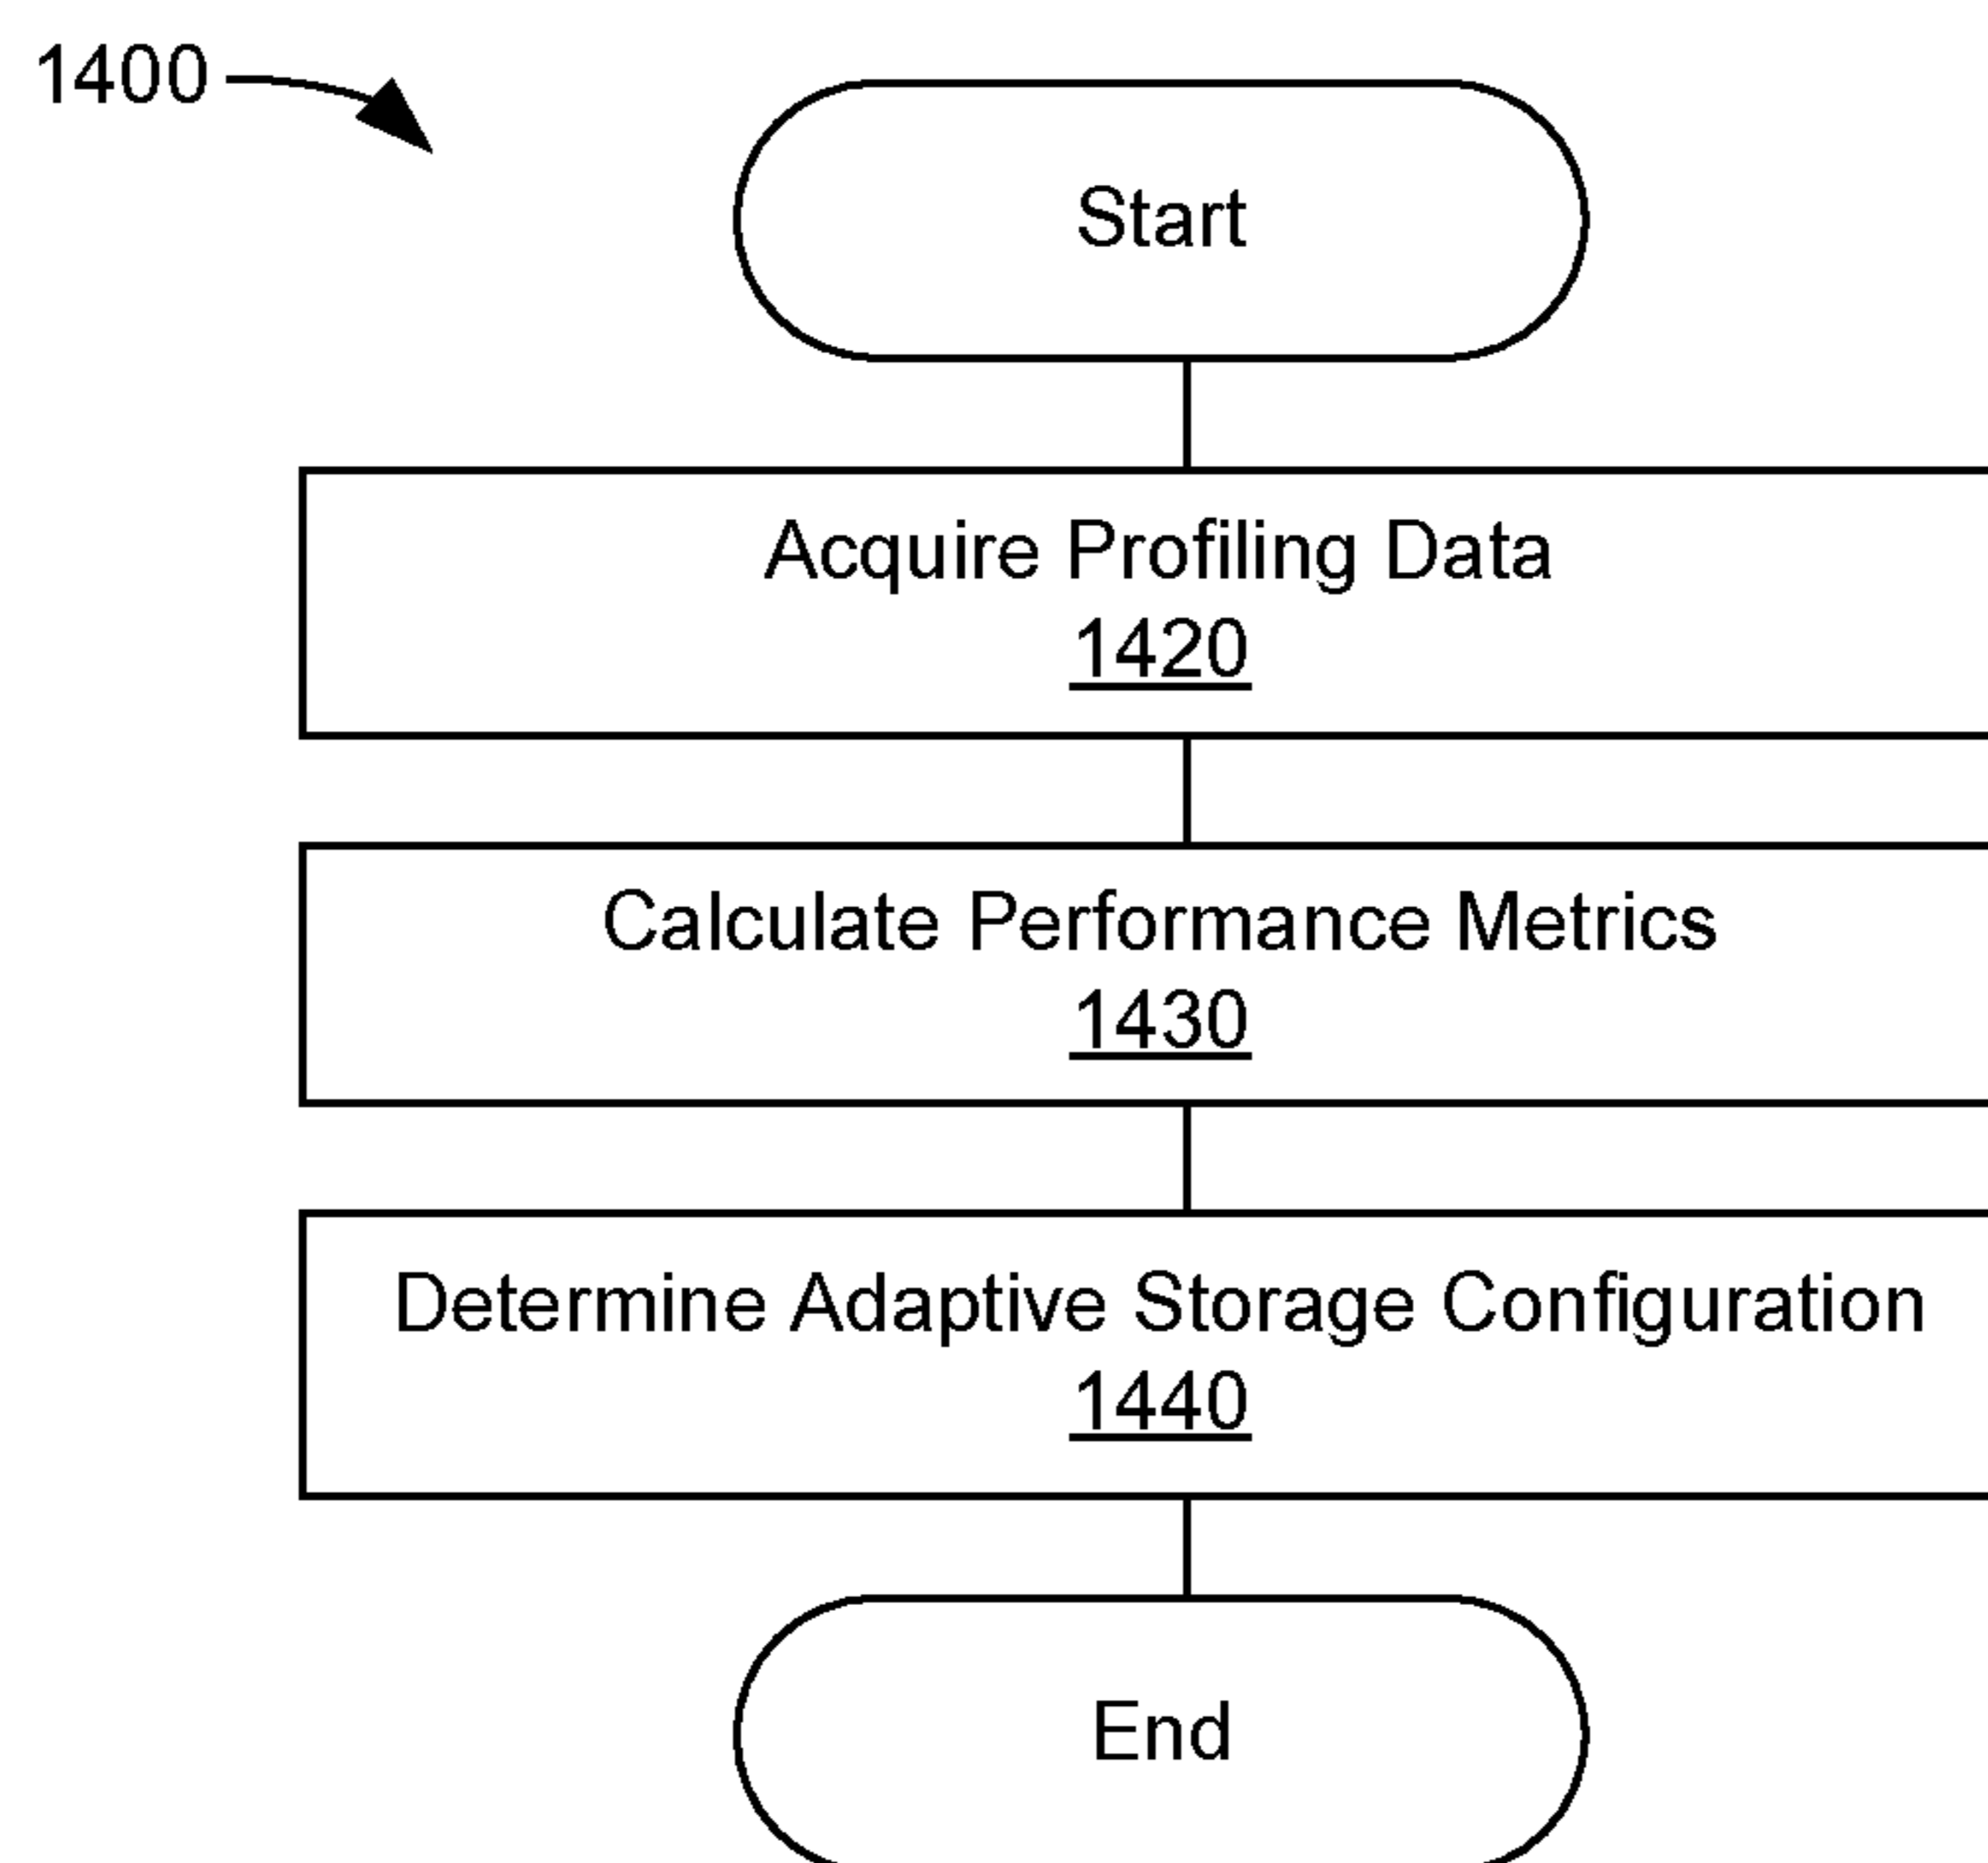 1400
Start
Acquire Profiling Data
1420
Calculate Performance Metrics
1430
Determine Adaptive Storage Configuration
1440
End